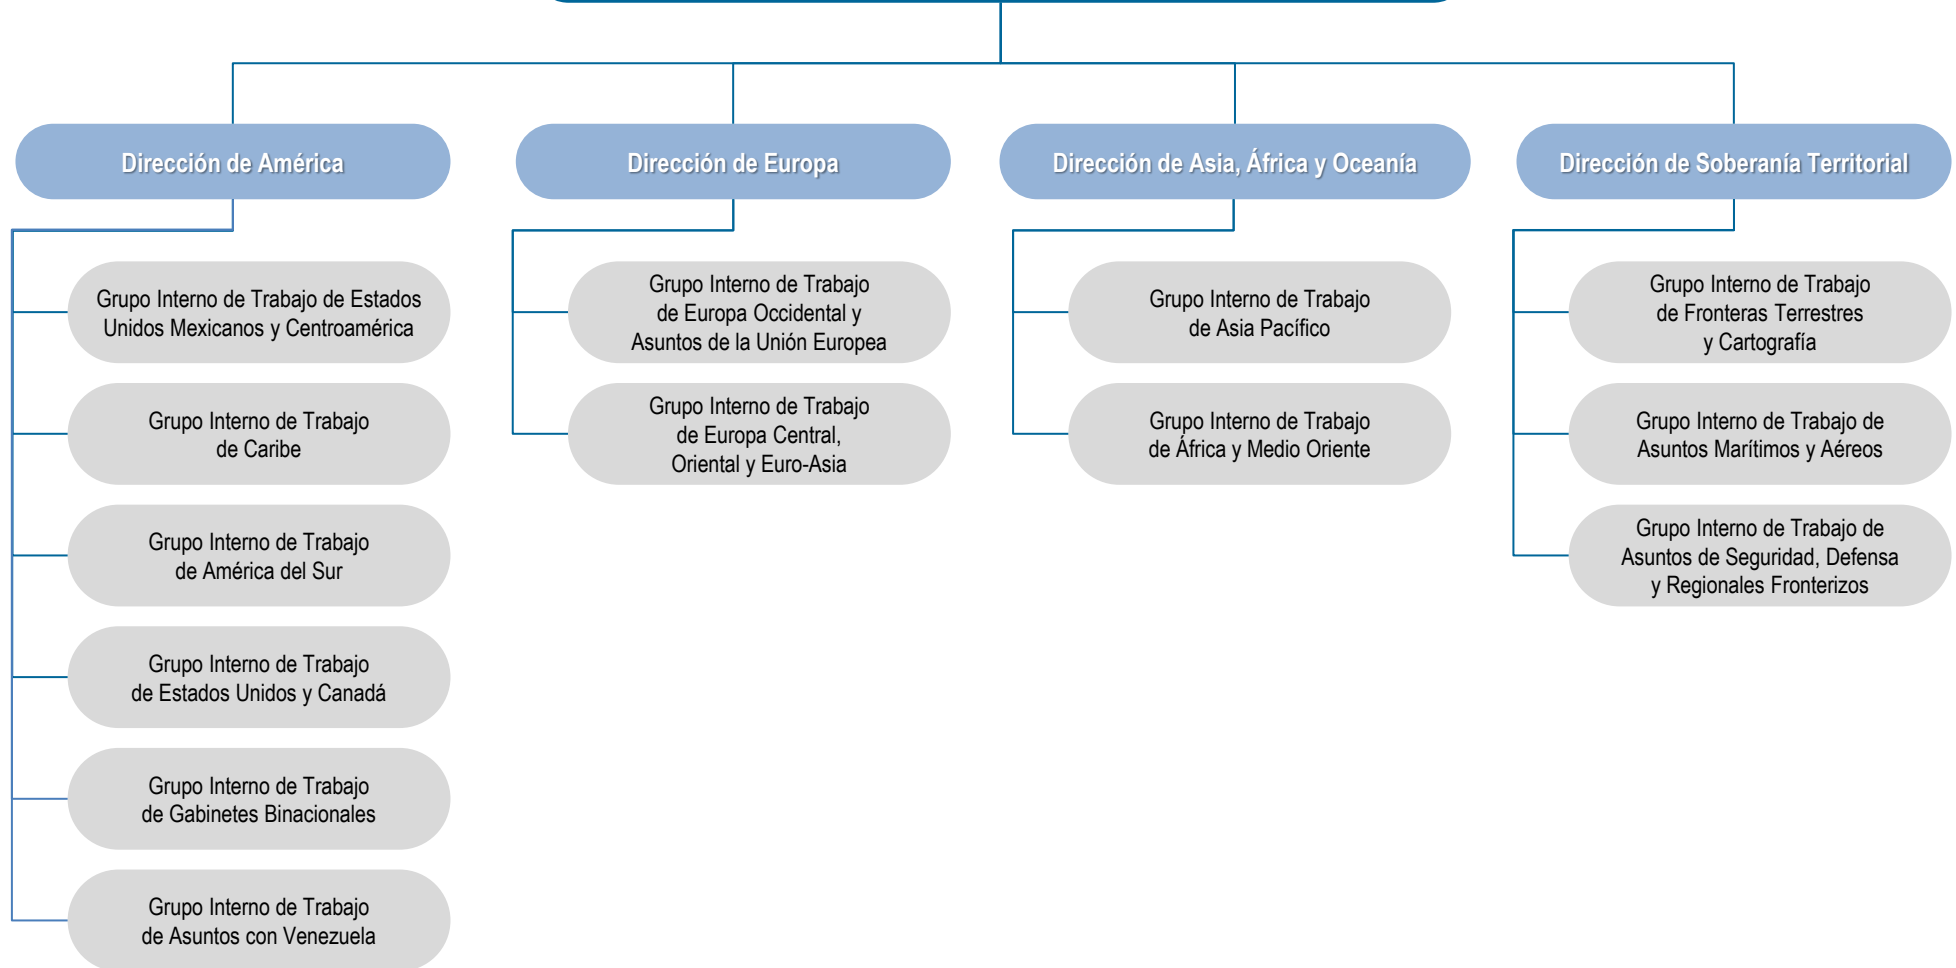 Dirección de América
Grupo Interno de Trabajo de Estados
Unidos Mexicanos y Centroamérica
Grupo Interno de Trabajo
de Caribe
Grupo Interno de Trabajo
de América del Sur
Grupo Interno de Trabajo
de Estados Unidos y Canadá
Grupo Interno de Trabajo
de Gabinetes Binacionales
Grupo Interno de Trabajo
de Asuntos con Venezuela
Dirección de Europa
Grupo Interno de Trabajo
de Europa Occidental y
Asuntos de la Unión Europea
Grupo Interno de Trabajo
de Europa Central,
Oriental y Euro-Asia
Dirección de Asia, África y Oceanía
Grupo Interno de Trabajo
de Asia Pacífico
Grupo Interno de Trabajo
de África y Medio Oriente
Dirección de Soberanía Territorial
Grupo Interno de Trabajo
de Fronteras Terrestres
y Cartografía
Grupo Interno de Trabajo de
Asuntos Marítimos y Aéreos
Grupo Interno de Trabajo de
Asuntos de Seguridad, Defensa
y Regionales Fronterizos